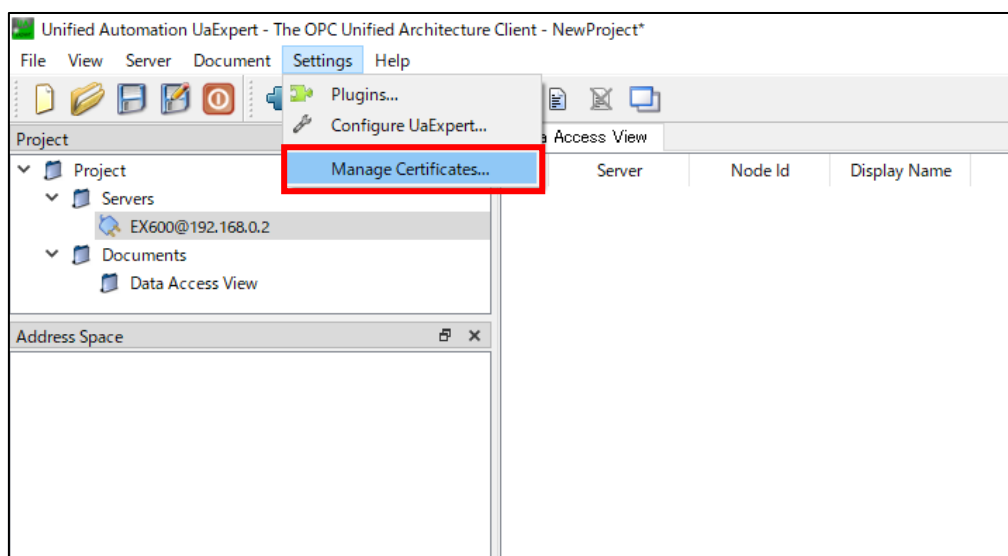 Unified Automation UaExpert - The OPC Unified Architecture Client - NewProject*
File View Server Document Settings Help
Plugins...
Configure UaExpert...
Manage Certificates...
Project
Access View
Server Node Id Display Name
Project
Servers
EX600@192.168.0.2
Documents
Data Access View
Address Space